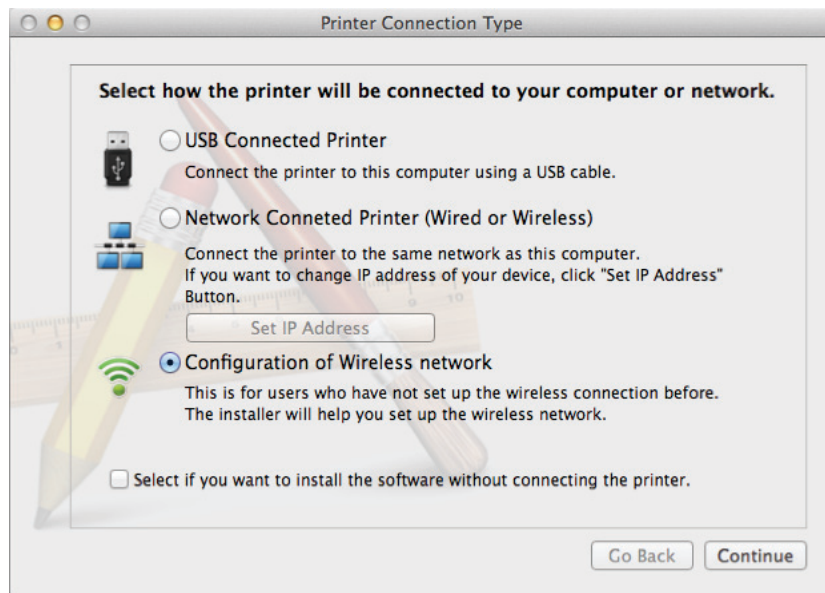 Printer Connection Type
Select how the printer will be connected to your computer or network.
USB Connected Printer
Connect the printer to this computer using a USB cable.
Network Conneted Printer (Wired or Wireless)
Connect the printer to the same network as this computer.
If you want to change IP address of your device, click "Set IP Address"
Button.
Set IP Address
Configuration of Wireless network
This is for users who have not set up the wireless connection before.
The installer will help you set up the wireless network.
Select if you want to install the software without connecting the printer.
Go Back
Continue